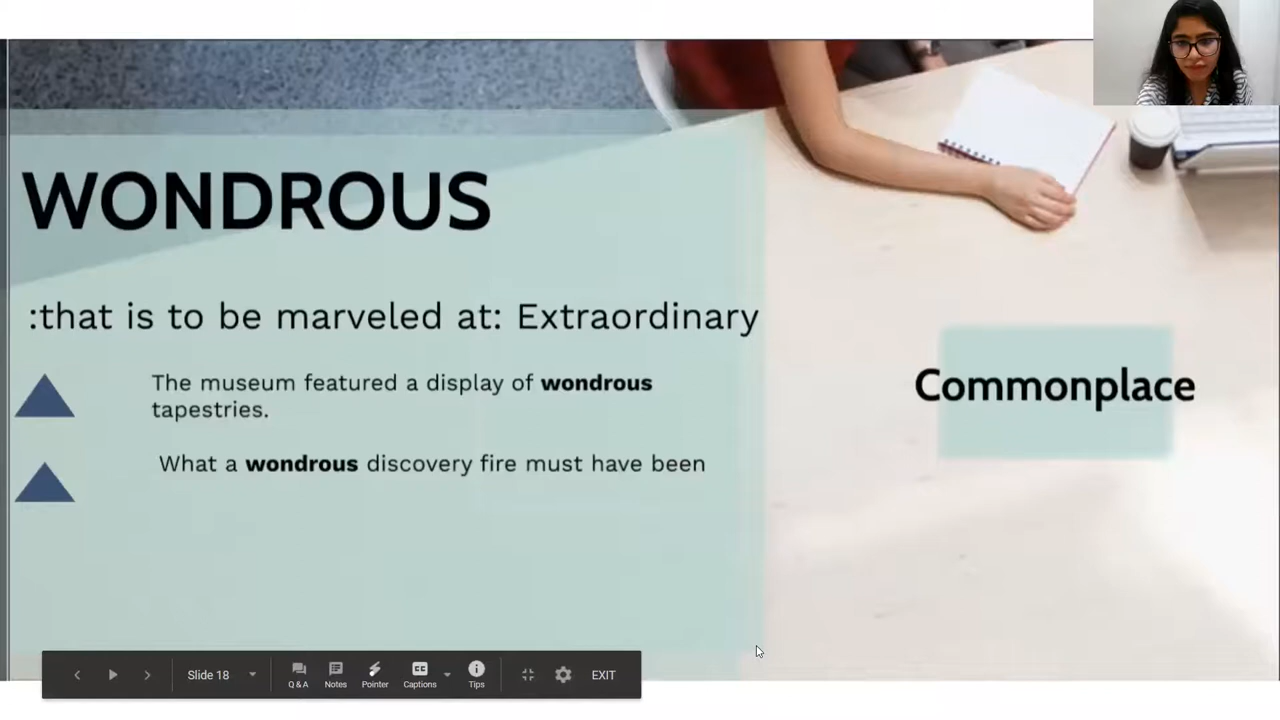 WONDROUS
:that is to be marveled at: Extraordinary
The museum featured a display of wondrous
tapestries.
What a wondrous discovery fire must have been
Commonplace
Slide 18
Q & A
Notes
Pointer
CC
Captions
Tips
EXIT